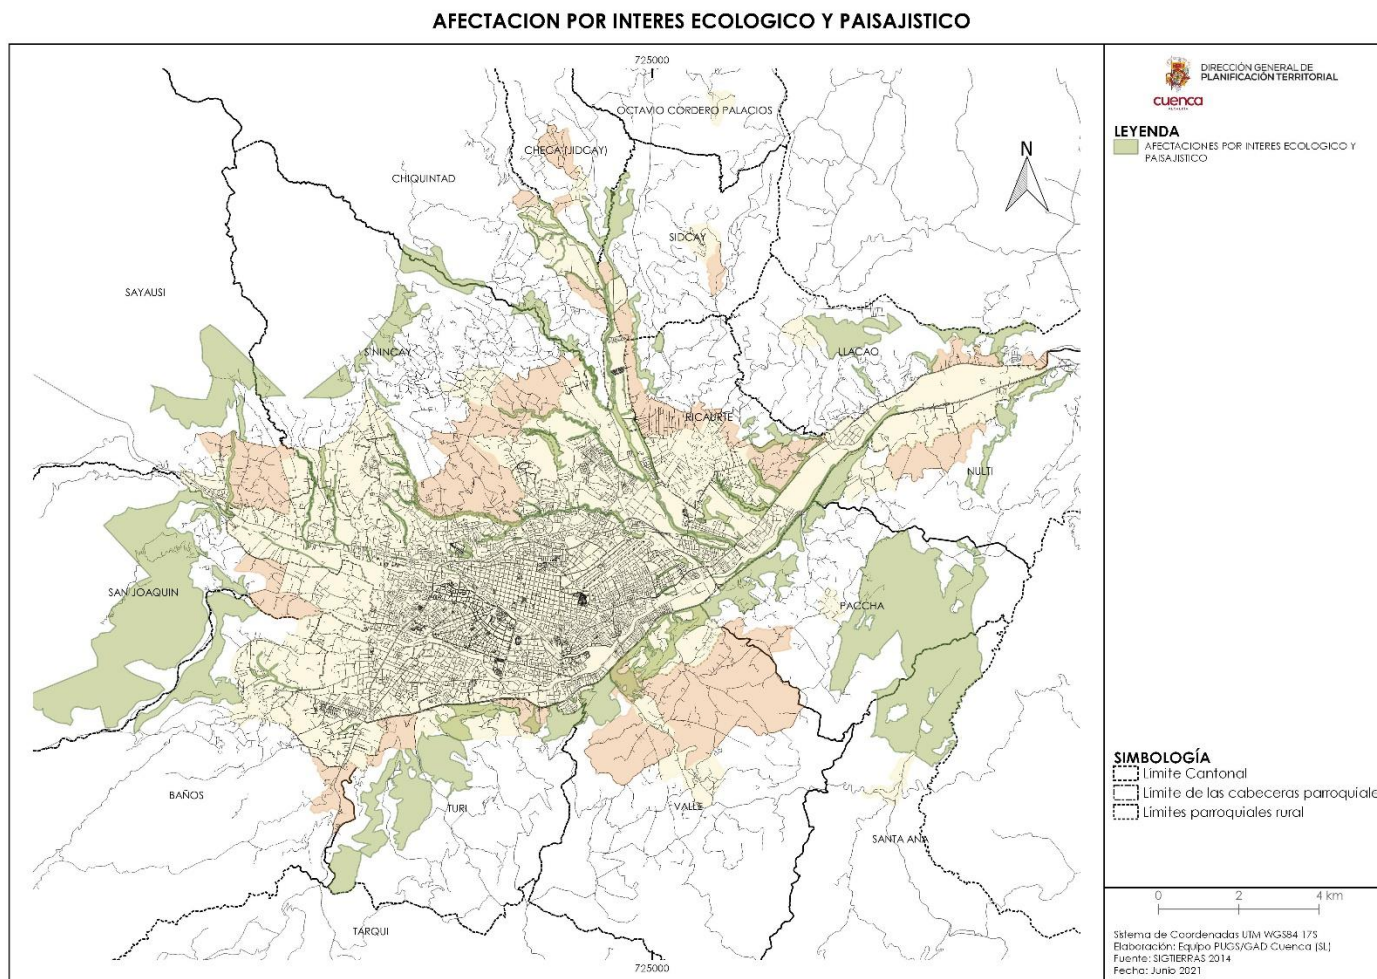 AFECTACION POR INTERES ECOLOGICO Y PAISAJISTICO
725000
DIRECCIÓN GENERAL DE
PLANIFICACIÓN TERRITORIAL
cuenca
LEYENDA
AFECTACIONES POR INTERES ECOLOGICO Y
PAISAJISTICO
N
OCTAVIO CORDERO PALACIOS
CHECA (JIDCAY)
CHIQUINTAD
SIDCAY
SAYAUSI
SININCAY
LLACAO
RICAURTE
NULTI
SAN JOAQUIN
PACCHA
BAÑOS
TURI
VALLE
SANTA ANA
TARQUI
725000
SIMBOLOGÍA
Límite Cantonal
Límite de las cabeceras parroquiale
Límites parroquiales rural
0 2 4 km
Sistema de Coordenadas UTM WGS84 17S
Elaboración: Equipo PUGS/GAD Cuenca (SL)
Fuente: SIGTIERRAS 2014
Fecha: Junio 2021